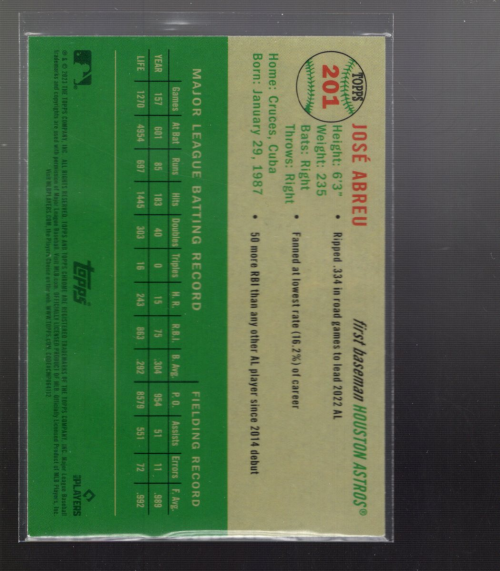 TOPPS
201
JOSÉ ABREU
first baseman HOUSTON ASTROS®
Height: 6'3"
Weight: 235
Bats: Right
Throws: Right
Home: Cruces, Cuba
Born: January 29, 1987
• Ripped .334 in road games to lead 2022 AL
• Fanned at lowest rate (16.2%) of career
• 50 more RBI than any other AL player since 2014 debut
MAJOR LEAGUE BATTING RECORD FIELDING RECORD
YEAR Games At Bat Runs Hits Doubles Triples H. R. R.B.I. B. Avg. P. O. Assists Errors F. Avg.
157 601 85 183 40 0 15 75 .304 954 51 11 .989
LIFE 1270 4954 697 1445 303 16 243 863 .292 8570 551 72 .992
topps
PLAYERS